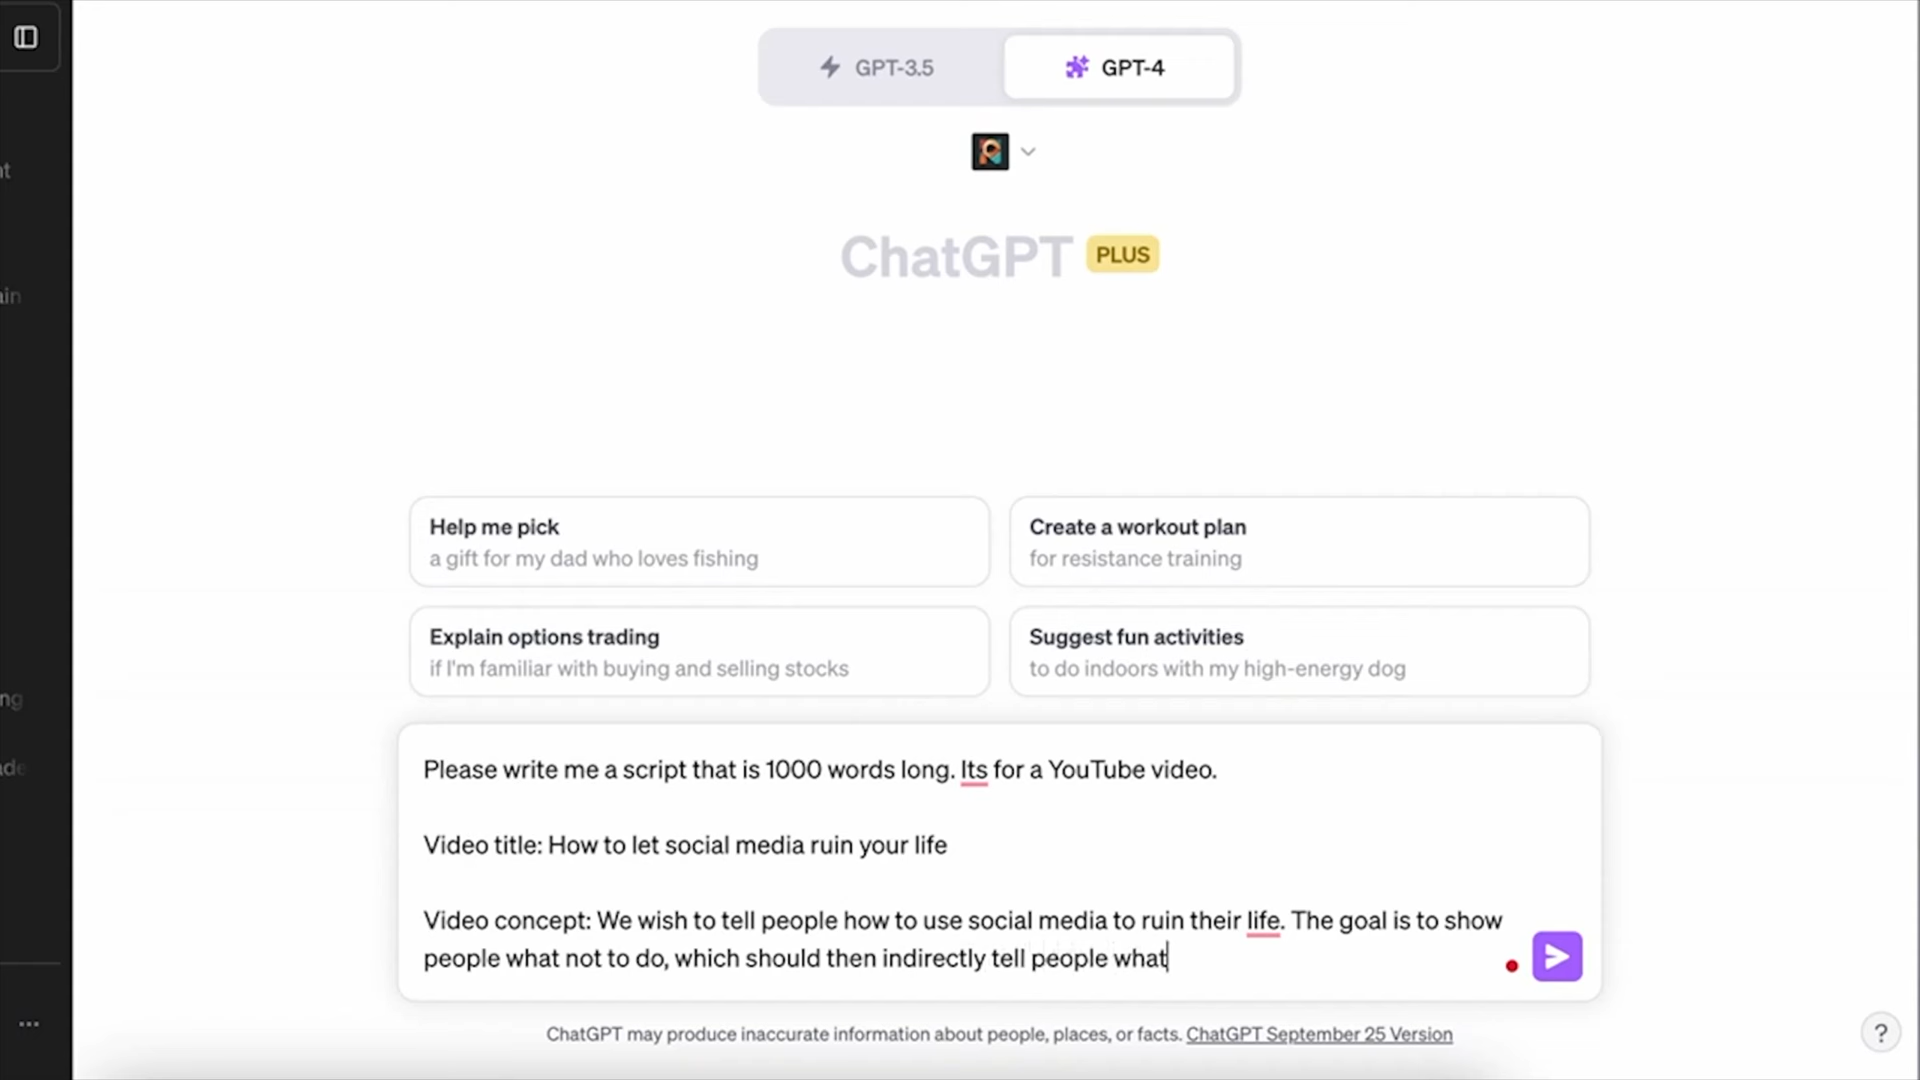 GPT-3.5
GPT-4
ChatGPT PLUS
Help me pick
a gift for my dad who loves fishing
Create a workout plan
for resistance training
Explain options trading
if I'm familiar with buying and selling stocks
Suggest fun activities
to do indoors with my high-energy dog
Please write me a script that is 1000 words long. Its for a YouTube video.
Video title: How to let social media ruin your life
Video concept: We wish to tell people how to use social media to ruin their life. The goal is to show
people what not to do, which should then indirectly tell people what
ChatGPT may produce inaccurate information about people, places, or facts. ChatGPT September 25 Version
?